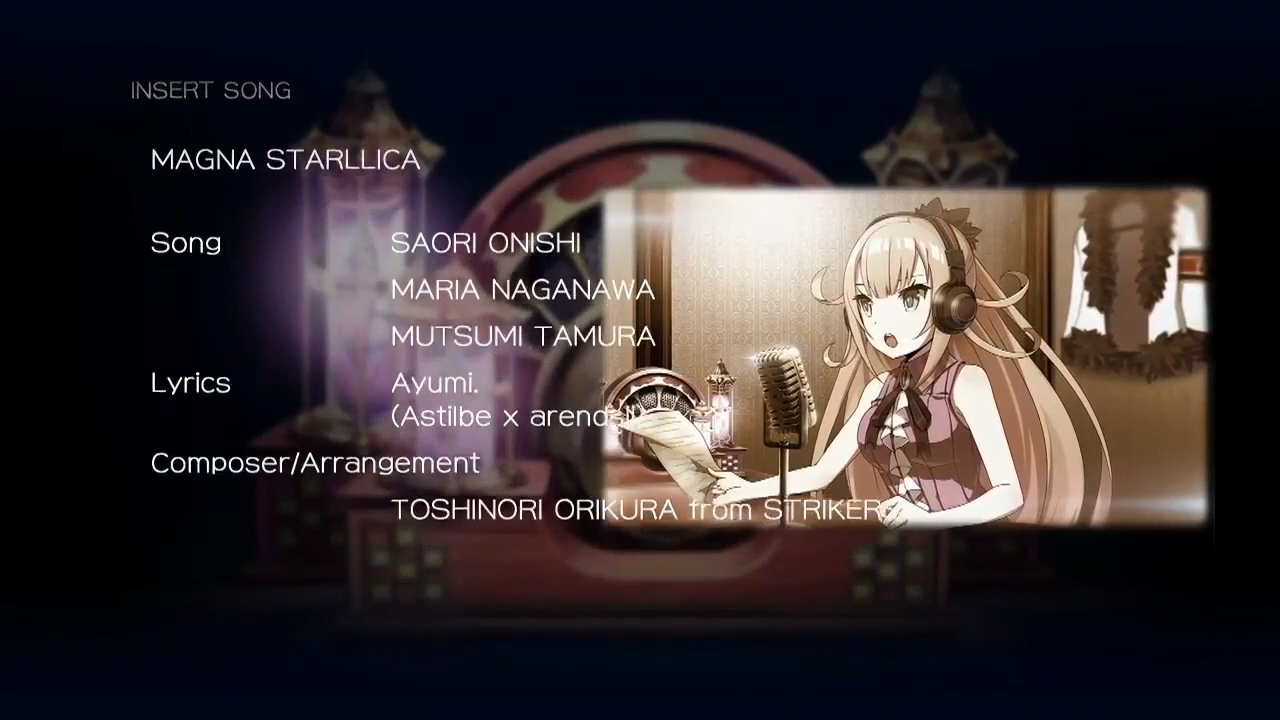 INSERT SONG
MAGNA STARLLICA
Song SAORI ONISHI
MARIA NAGANAWA
MUTSUMI TAMURA
Lyrics Ayumi.
(Astilbe x arendsii)
Composer/Arrangement
TOSHINORI ORIKURA from STRIKER